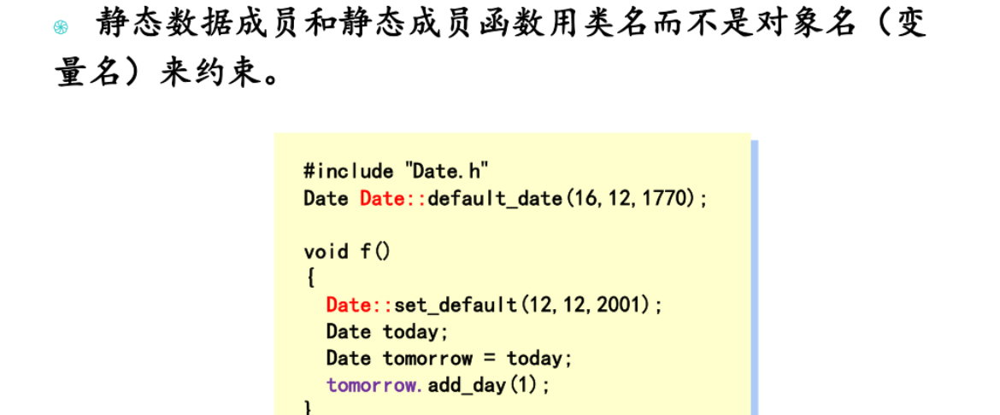 静态数据成员和静态成员函数用类名而不是对象名（变
量名）来约束。
#include "Date.h"
Date Date::default_date(16,12,1770);
void f()
{
Date::set_default(12,12,2001);
Date today;
Date tomorrow = today;
tomorrow.add_day(1);
}